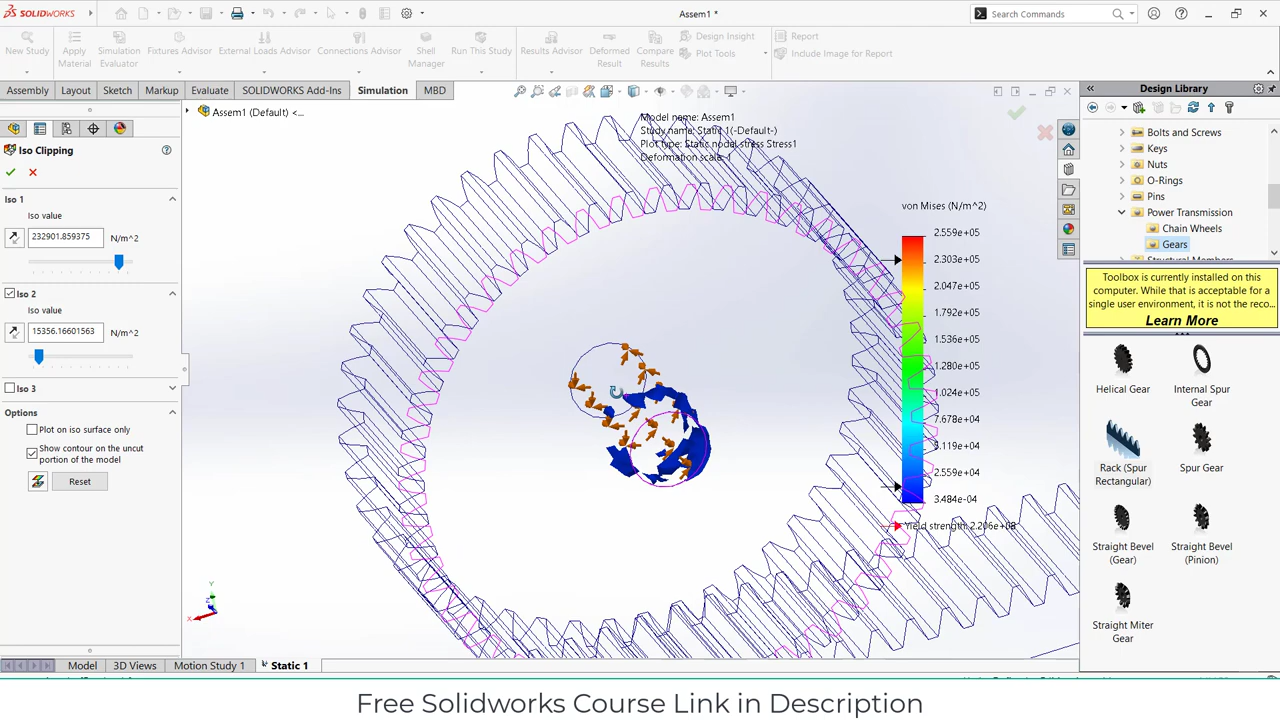 SOLIDWORKS
Assem1 *
Search Commands
New Study
Apply Material
Simulation Evaluator
Fixtures Advisor
External Loads Advisor
Connections Advisor
Shell Manager
Run This Study
Results Advisor
Deformed Result
Compare Results
Design Insight
Plot Tools
Report
Include Image for Report
Assembly
Layout
Sketch
Markup
Evaluate
SOLIDWORKS Add-Ins
Simulation
MBD
Assem1 (Default) <...
Iso Clipping
Iso 1
Iso value
232901.859375
N/m^2
Iso 2
Iso value
15356.16601563
N/m^2
Iso 3
Options
Plot on iso surface only
Show contour on the uncut
portion of the model
Reset
Model name: Assem1
Study name: Static 1(-Default-)
Plot type: Static nodal stress Stress1
Deformation scale: 1
von Mises (N/m^2)
2.559e+05
2.303e+05
2.047e+05
1.792e+05
1.536e+05
1.280e+05
1.024e+05
7.678e+04
5.119e+04
2.559e+04
3.484e-04
Yield strength: 2.206e+08
Design Library
Bolts and Screws
Keys
Nuts
O-Rings
Pins
Power Transmission
Chain Wheels
Gears
Structural Members
Toolbox is currently installed on this
computer. While that is acceptable for a
single user environment, it is not the reco...
Learn More
Helical Gear
Internal Spur
Gear
Rack (Spur
Rectangular)
Spur Gear
Straight Bevel
(Gear)
Straight Bevel
(Pinion)
Straight Miter
Gear
Model
3D Views
Motion Study 1
Static 1
Free Solidworks Course Link in Description